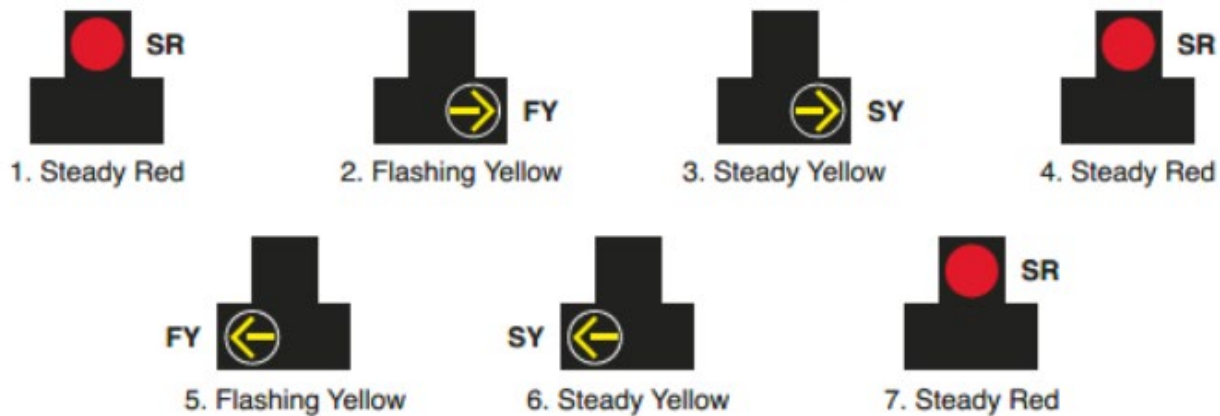 SR
1. Steady Red
FY
2. Flashing Yellow
SY
3. Steady Yellow
SR
4. Steady Red
FY
5. Flashing Yellow
SY
6. Steady Yellow
SR
7. Steady Red